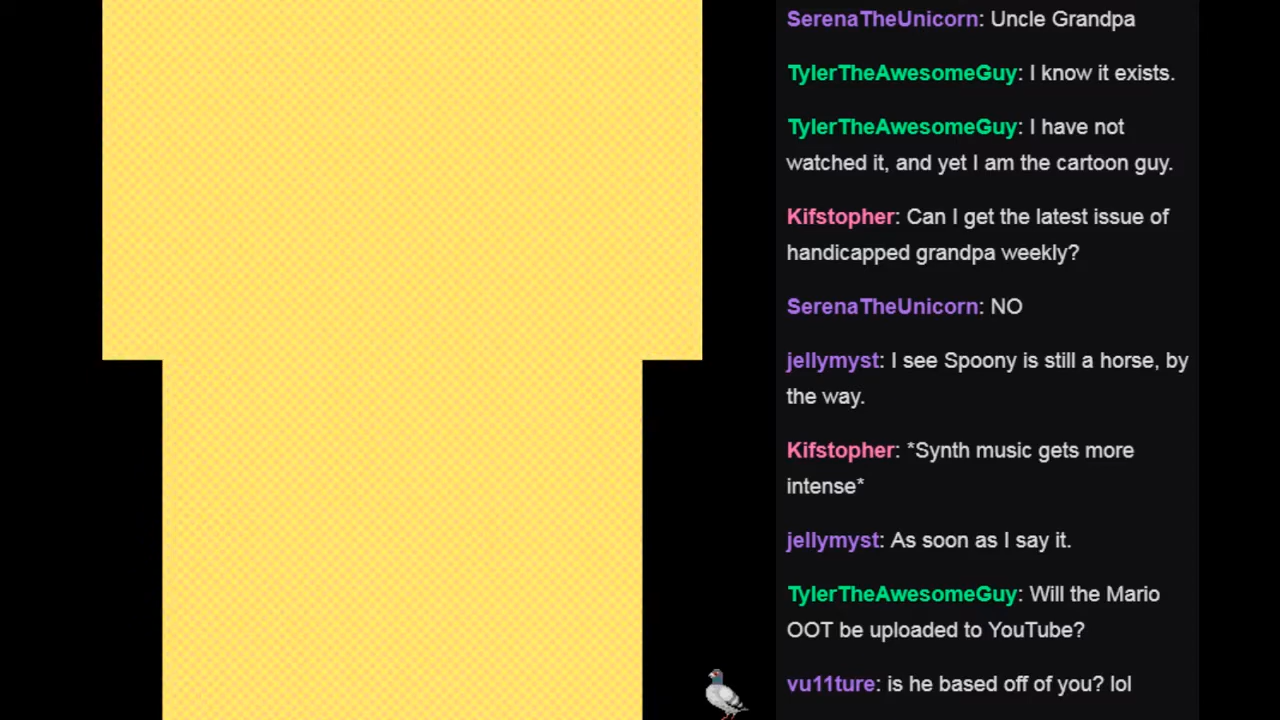 SerenaTheUnicorn: Uncle Grandpa
TylerTheAwesomeGuy: I know it exists.
TylerTheAwesomeGuy: I have not
watched it, and yet I am the cartoon guy.
Kifstopher: Can I get the latest issue of
handicapped grandpa weekly?
SerenaTheUnicorn: NO
jellymyst: I see Spoony is still a horse, by
the way.
Kifstopher: *Synth music gets more
intense*
jellymyst: As soon as I say it.
TylerTheAwesomeGuy: Will the Mario
OOT be uploaded to YouTube?
vu11ture: is he based off of you? lol